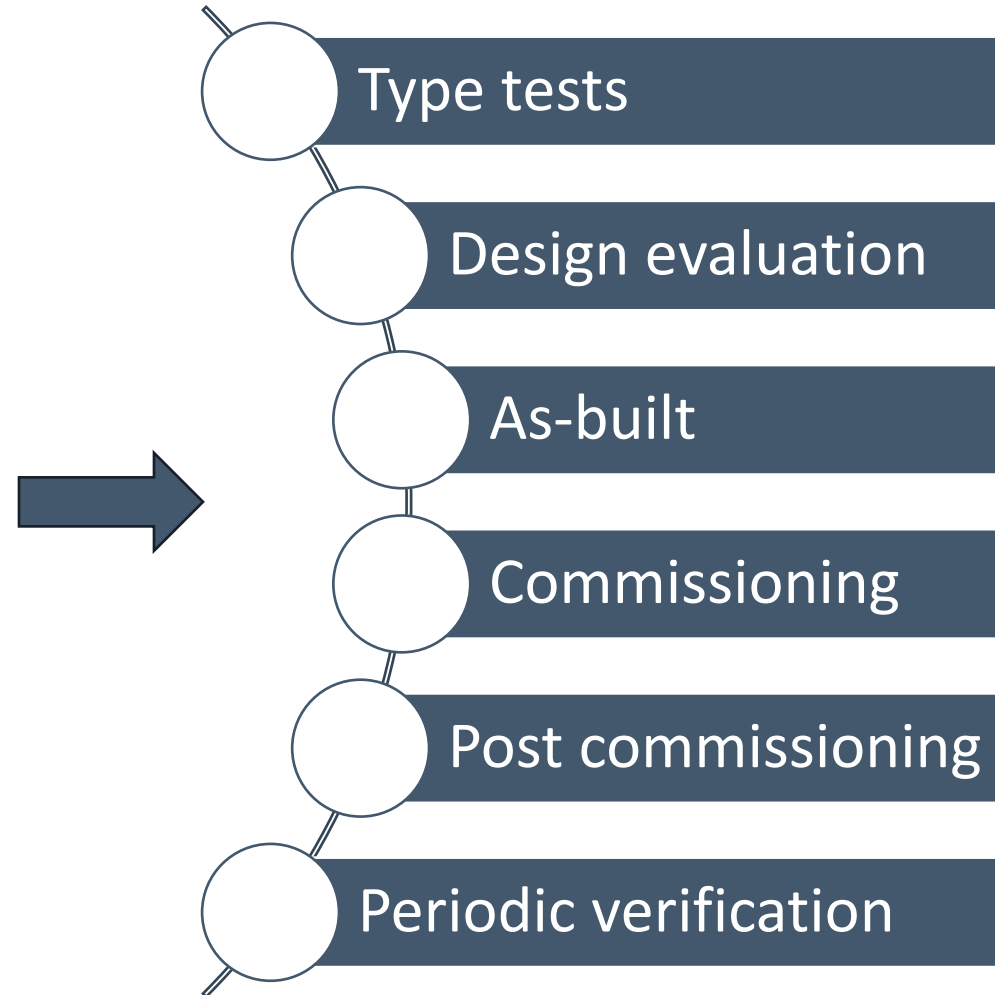 Type tests
Design evaluation
As-built
Commissioning
Post commissioning
Periodic verification